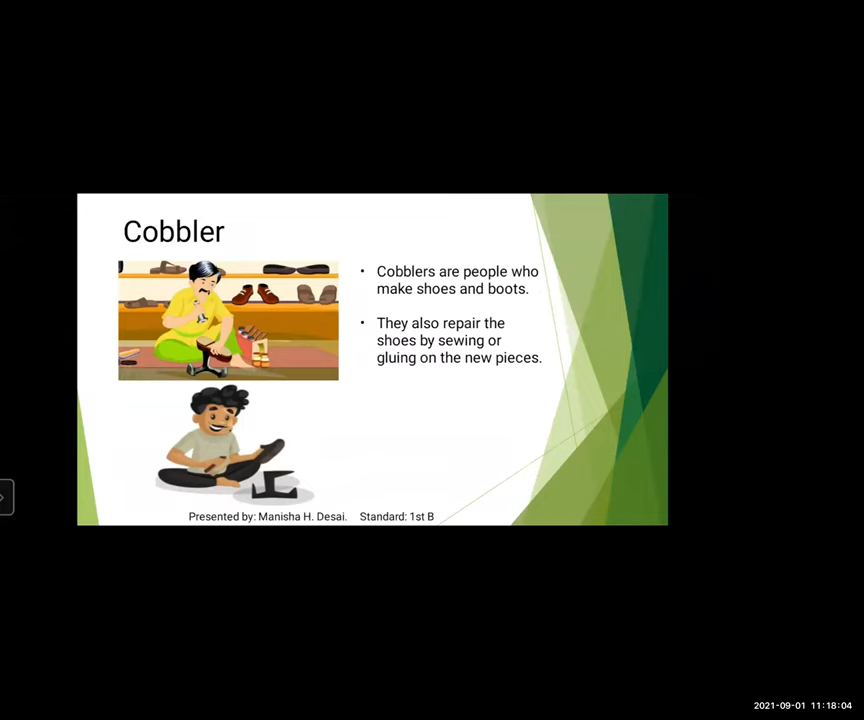 Cobbler
• Cobblers are people who
make shoes and boots.
• They also repair the
shoes by sewing or
gluing on the new pieces.
Presented by: Manisha H. Desai. Standard: 1st B
2021-09-01 11:18:04